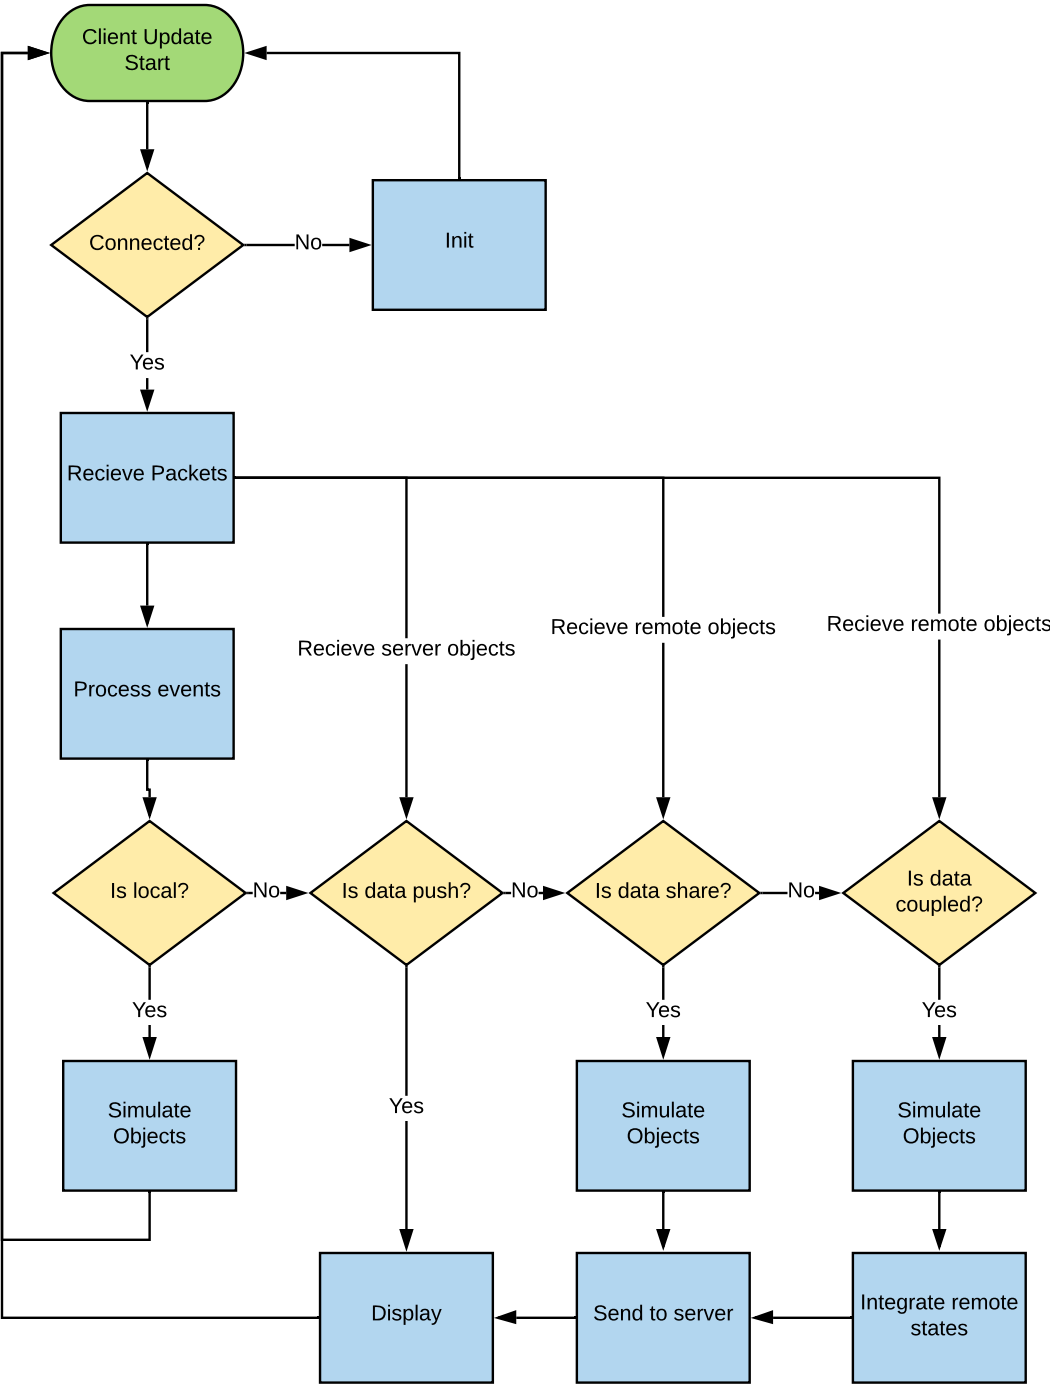 Client Update
Start
Connected?
No
Init
Yes
Recieve Packets
Recieve server objects
Recieve remote objects
Recieve remote objects
Process events
Is local?
No
Is data push?
No
Is data share?
No
Is data
coupled?
Yes
Yes
Yes
Yes
Simulate
Objects
Simulate
Objects
Simulate
Objects
Display
Send to server
Integrate remote
states